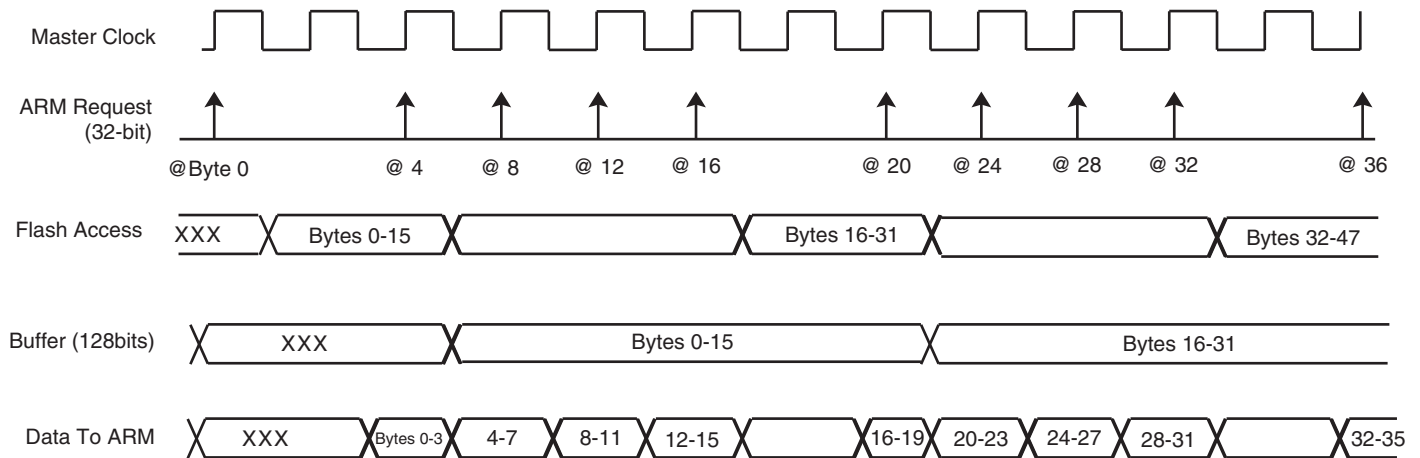 Master Clock
ARM Request
(32-bit)
@Byte 0 @ 4 @ 8 @ 12 @ 16 @ 20 @ 24 @ 28 @ 32 @ 36
Flash Access XXX Bytes 0-15 Bytes 16-31 Bytes 32-47
Buffer (128bits) XXX Bytes 0-15 Bytes 16-31
Data To ARM XXX Bytes 0-3 4-7 8-11 12-15 16-19 20-23 24-27 28-31 32-35